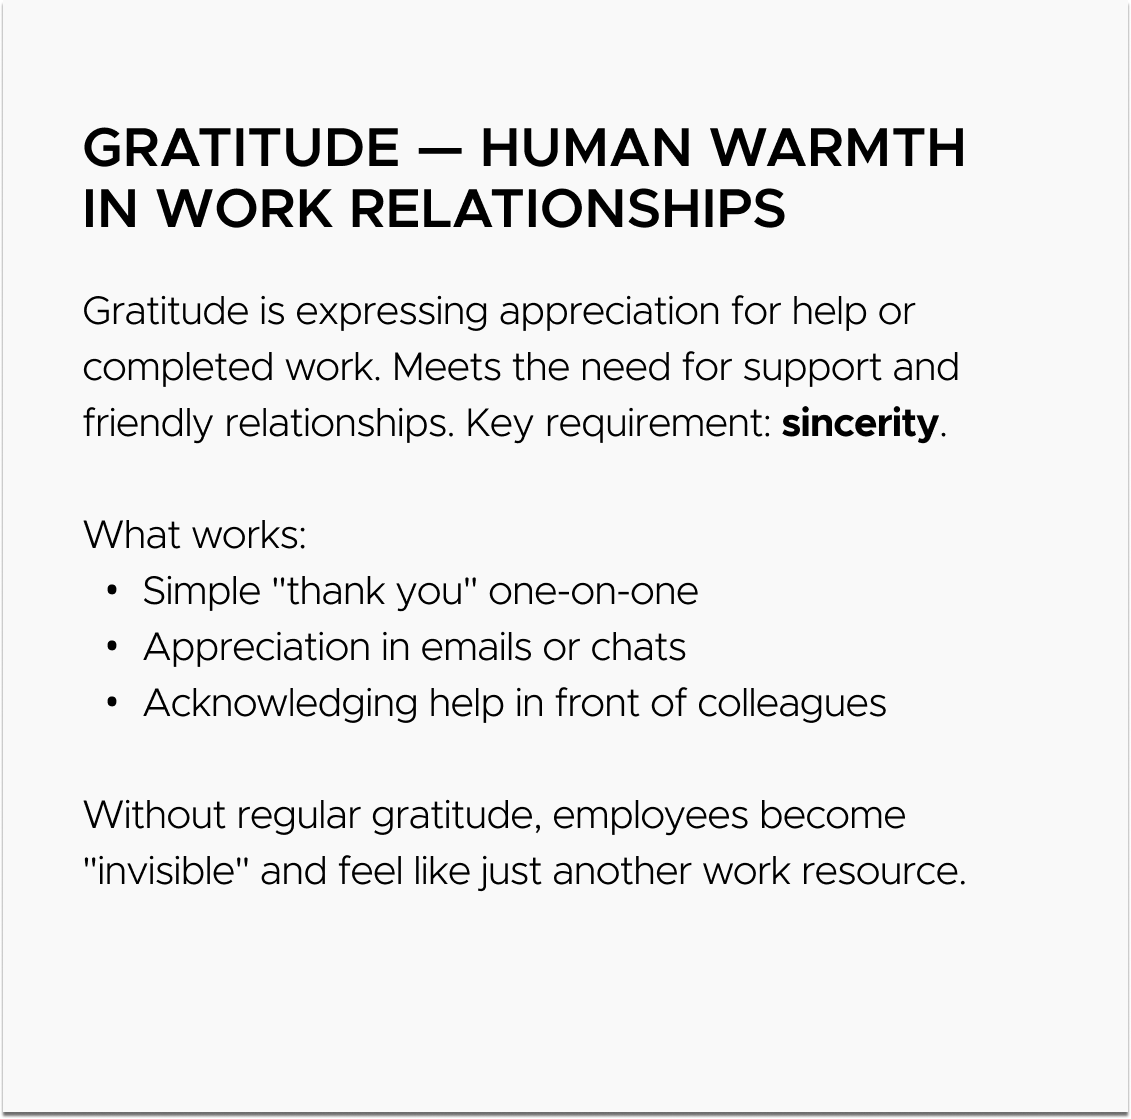 GRATITUDE — HUMAN WARMTH
IN WORK RELATIONSHIPS
Gratitude is expressing appreciation for help or
completed work. Meets the need for support and
friendly relationships. Key requirement: sincerity.
What works:
• Simple "thank you" one-on-one
• Appreciation in emails or chats
• Acknowledging help in front of colleagues
Without regular gratitude, employees become
"invisible" and feel like just another work resource.